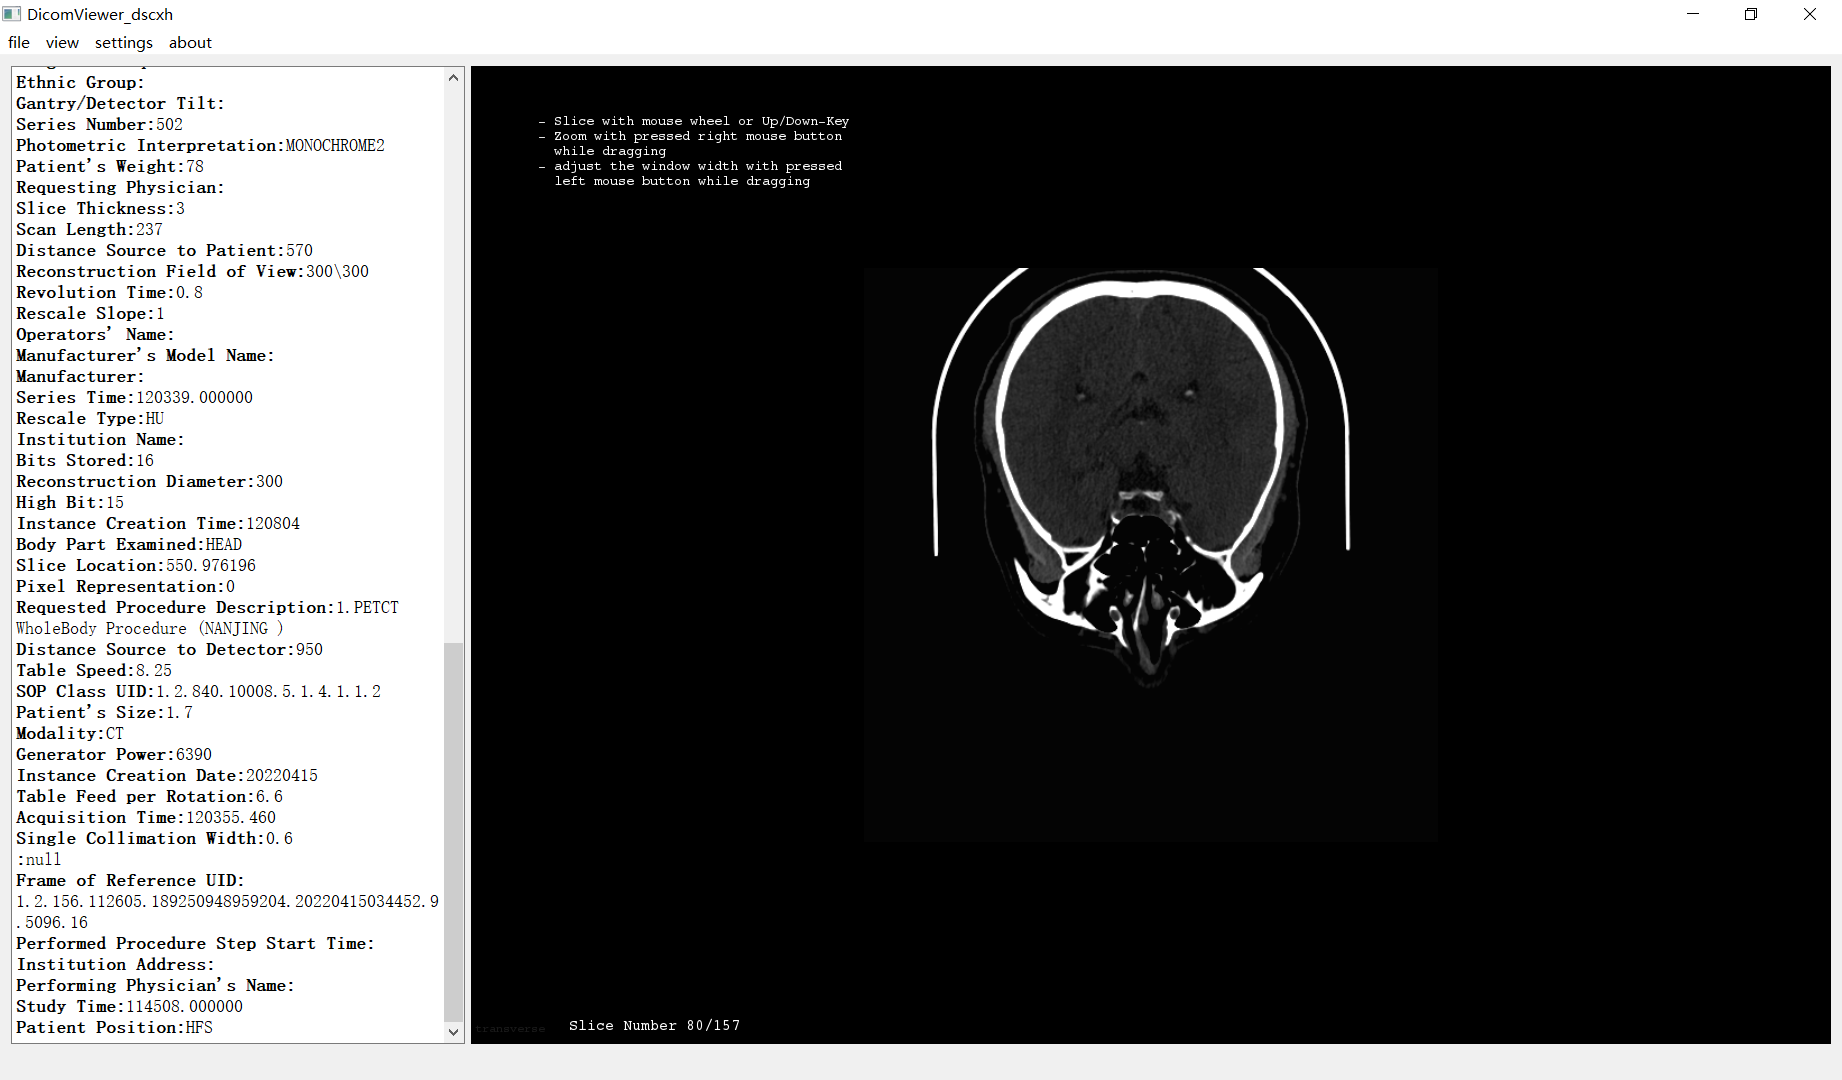 DicomViewer_dscxh
file view settings about
Ethnic Group:
Gantry/Detector Tilt:
Series Number:502
Photometric Interpretation:MONOCHROME2
Patient's Weight:78
Requesting Physician:
Slice Thickness:3
Scan Length:237
Distance Source to Patient:570
Reconstruction Field of View:300\300
Revolution Time:0.8
Rescale Slope:1
Operators' Name:
Manufacturer's Model Name:
Manufacturer:
Series Time:120339.000000
Rescale Type:HU
Institution Name:
Bits Stored:16
Reconstruction Diameter:300
High Bit:15
Instance Creation Time:120804
Body Part Examined:HEAD
Slice Location:550.976196
Pixel Representation:0
Requested Procedure Description:1.PETCT
WholeBody Procedure (NANJING )
Distance Source to Detector:950
Table Speed:8.25
SOP Class UID:1.2.840.10008.5.1.4.1.1.2
Patient's Size:1.7
Modality:CT
Generator Power:6390
Instance Creation Date:20220415
Table Feed per Rotation:6.6
Acquisition Time:120355.460
Single Collimation Width:0.6
:null
Frame of Reference UID:
1.2.156.112605.189250948959204.20220415034452.9
.5096.16
Performed Procedure Step Start Time:
Institution Address:
Performing Physician's Name:
Study Time:114508.000000
Patient Position:HFS
- Slice with mouse wheel or Up/Down-Key
- Zoom with pressed right mouse button
while dragging
- adjust the window width with pressed
left mouse button while dragging
transverse
Slice Number 80/157